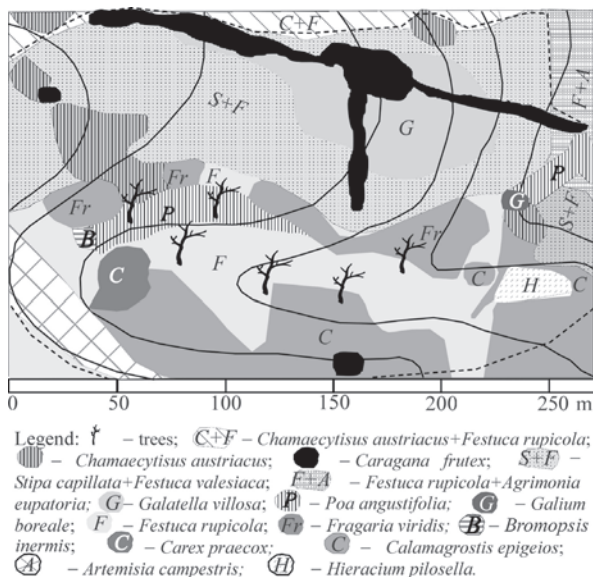 C+F
F+A
S+F
G
P
Fr
F
Fr
P
G
S+F
B
Fr
C
F
C
H
C
C
0 50 100 150 200 250 m
Legend: – trees; C+F – Chamaecytisus austriacus+Festuca rupicola;
– Chamaecytisus austriacus; – Caragana frutex; S+F –
Stipa capillata+Festuca valesiaca; F+A – Festuca rupicola+Agrimonia
eupatoria; G – Galatella villosa; P – Poa angustifolia; G – Galium
boreale; F – Festuca rupicola; Fr – Fragaria viridis; B – Bromopsis
inermis; C – Carex praecox; C – Calamagrostis epigeios;
A – Artemisia campestris; H – Hieracium pilosella.